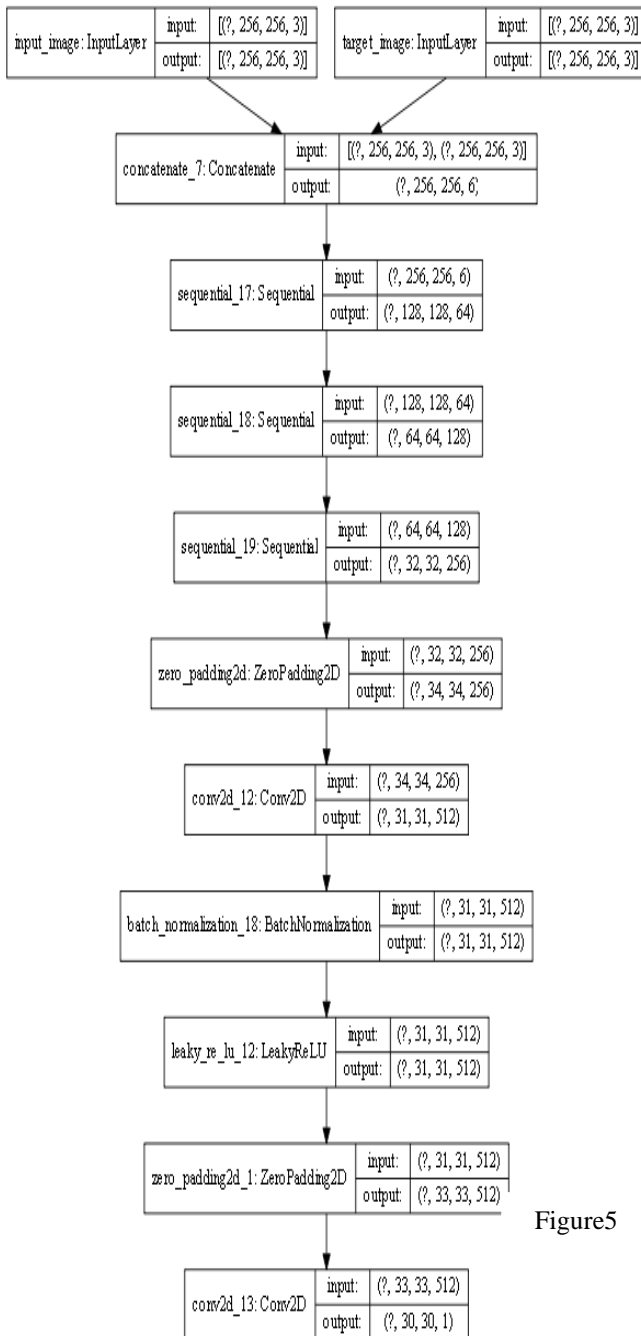 input_image: InputLayer input: [(?, 256, 256, 3)]
output: [(?, 256, 256, 3)]
target_image: InputLayer input: [(?, 256, 256, 3)]
output: [(?, 256, 256, 3)]
concatenate_7: Concatenate input: [(?, 256, 256, 3), (?, 256, 256, 3)]
output: (?, 256, 256, 6)
sequential_17: Sequential input: (?, 256, 256, 6)
output: (?, 128, 128, 64)
sequential_18: Sequential input: (?, 128, 128, 64)
output: (?, 64, 64, 128)
sequential_19: Sequential input: (?, 64, 64, 128)
output: (?, 32, 32, 256)
zero_padding2d: ZeroPadding2D input: (?, 32, 32, 256)
output: (?, 34, 34, 256)
conv2d_12: Conv2D input: (?, 34, 34, 256)
output: (?, 31, 31, 512)
batch_normalization_18: BatchNormalization input: (?, 31, 31, 512)
output: (?, 31, 31, 512)
leaky_re_lu_12: LeakyReLU input: (?, 31, 31, 512)
output: (?, 31, 31, 512)
zero_padding2d_1: ZeroPadding2D input: (?, 31, 31, 512)
output: (?, 33, 33, 512)
Figure5
conv2d_13: Conv2D input: (?, 33, 33, 512)
output: (?, 30, 30, 1)